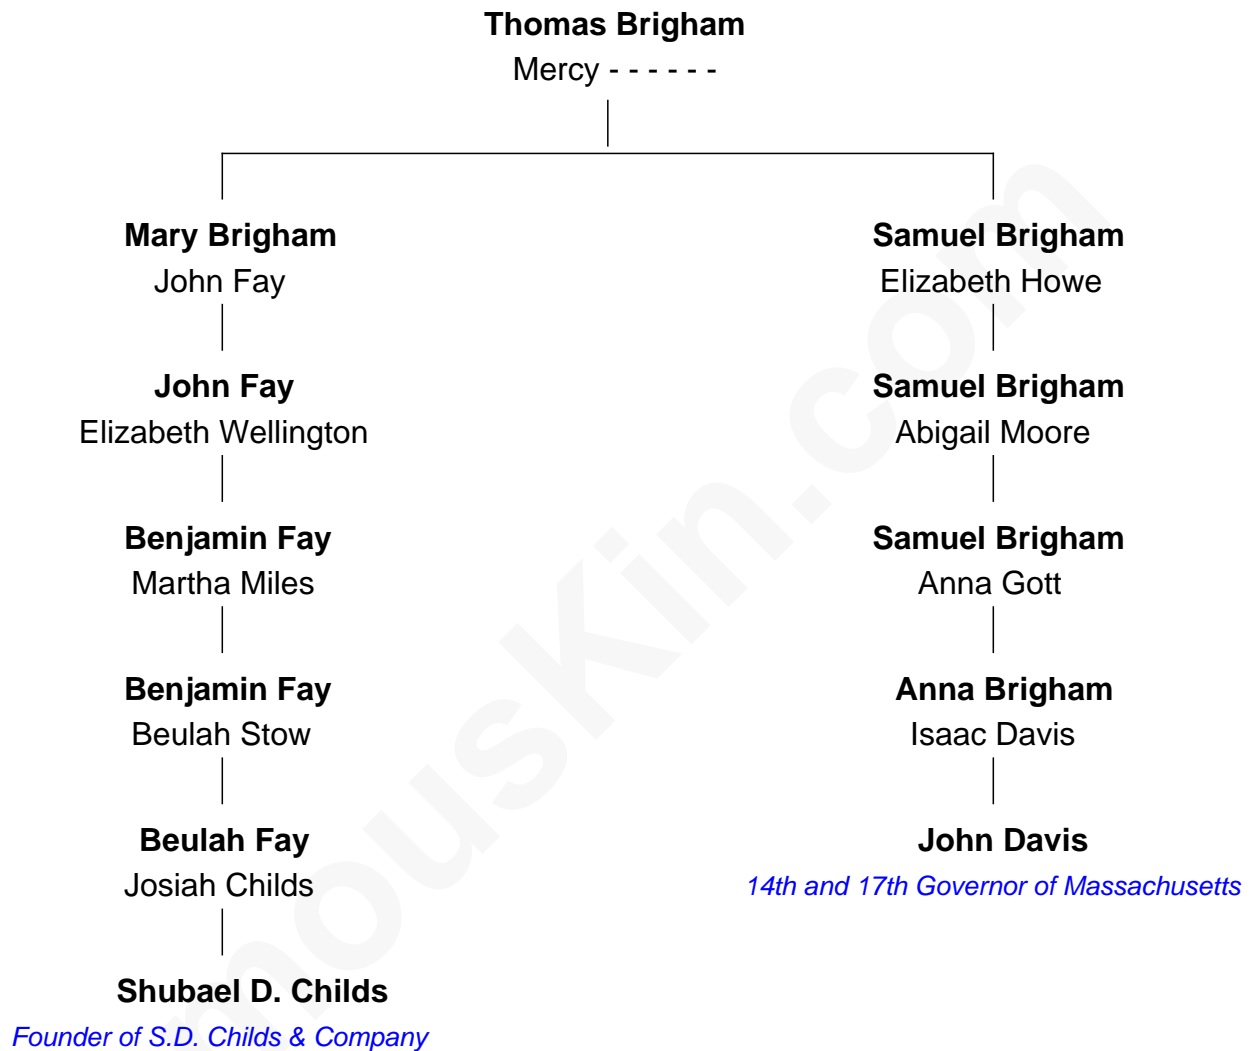 Thomas Brigham
Mercy - - - - - -
Mary Brigham
John Fay
Samuel Brigham
Elizabeth Howe
John Fay
Elizabeth Wellington
Samuel Brigham
Abigail Moore
Benjamin Fay
Martha Miles
Samuel Brigham
Anna Gott
Benjamin Fay
Beulah Stow
Anna Brigham
Isaac Davis
Beulah Fay
Josiah Childs
John Davis
14th and 17th Governor of Massachusetts
Shubael D. Childs
Founder of S.D. Childs & Company
mousKin.com